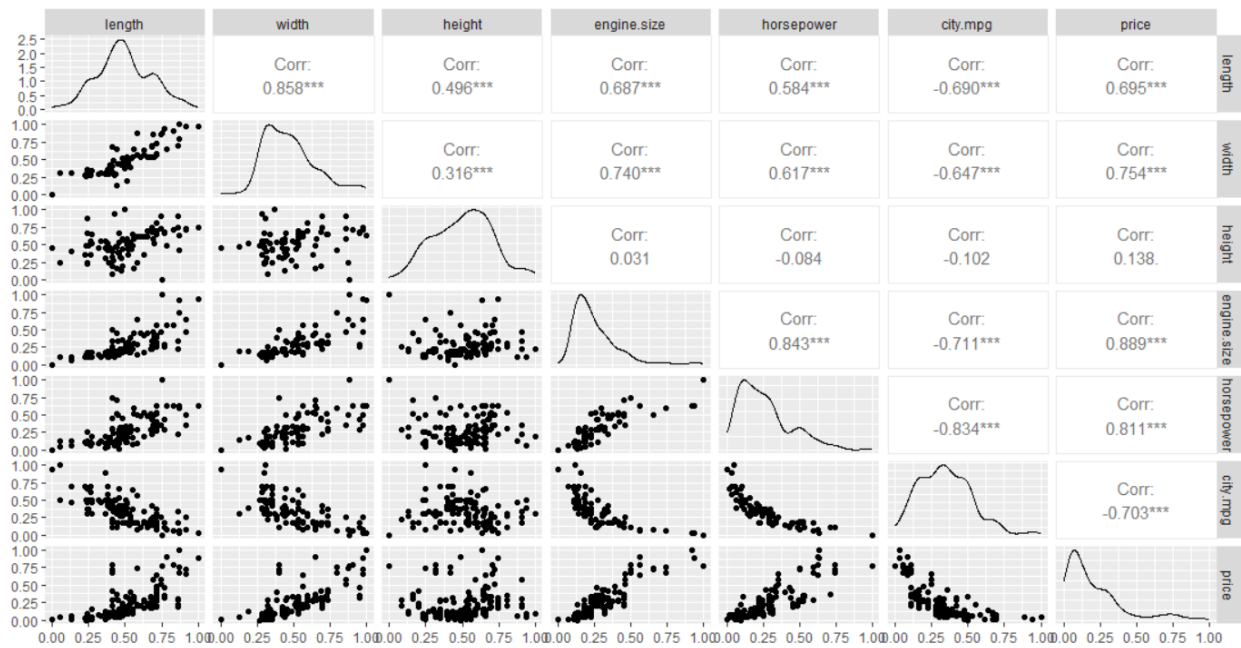 length width height engine.size horsepower city.mpg price
2.5
2.0
1.5
1.0
0.5
0.0
Corr:
0.858***
Corr:
0.496***
Corr:
0.687***
Corr:
0.584***
Corr:
-0.690***
Corr:
0.695***
length
1.00
0.75
0.50
0.25
0.00
Corr:
0.316***
Corr:
0.740***
Corr:
0.617***
Corr:
-0.647***
Corr:
0.754***
width
1.00
0.75
0.50
0.25
0.00
Corr:
0.031
Corr:
-0.084
Corr:
-0.102
Corr:
0.138.
height
1.00
0.75
0.50
0.25
0.00
Corr:
0.843***
Corr:
-0.711***
Corr:
0.889***
engine.size
1.00
0.75
0.50
0.25
0.00
Corr:
-0.834***
Corr:
0.811***
horsepower
1.00
0.75
0.50
0.25
0.00
Corr:
-0.703***
city.mpg
1.00
0.75
0.50
0.25
0.00
price
0.00 0.25 0.50 0.75 1.00 0.00 0.25 0.50 0.75 1.00 0.00 0.25 0.50 0.75 1.00 0.00 0.25 0.50 0.75 1.00 0.00 0.25 0.50 0.75 1.00 0.00 0.25 0.50 0.75 1.00 0.00 0.25 0.50 0.75 1.00